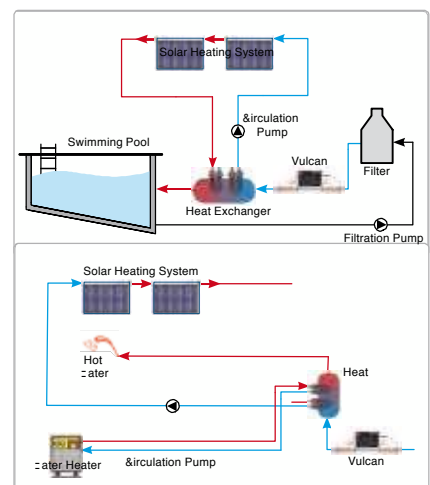 Solar Heating System
&irculation
Pump
Swimming Pool
Vulcan
Filter
Heat Exchanger
Filtration Pump
Solar Heating System
Hot
ater
Heat
ater Heater
&irculation Pump
Vulcan